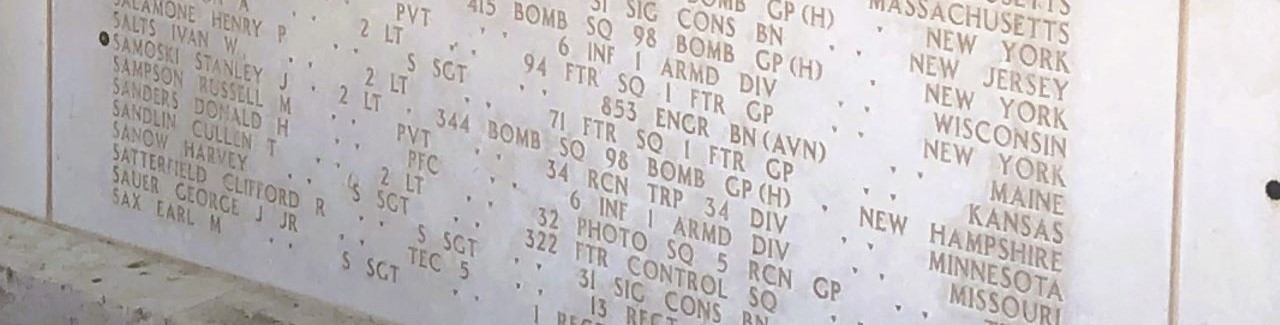 MASSACHUSETTS
BOMB GP (H) . . NEW YORK
31 SIG CONS BN . . NEW JERSEY
415 BOMB SQ 98 BOMB GP (H) NEW YORK
PVT . . 6 INF 1 ARMD DIV . . WISCONSIN
A 2 LT . . 94 FTR SQ 1 FTR GP . . NEW YORK
SALAMONE HENRY P . . S SGT . . 853 ENGR BN (AVN) . . MAINE
SALTS IVAN W . . 2 LT . . 71 FTR SQ 1 FTR GP . . KANSAS
SAMOSKI STANLEY J . 2 LT . 344 BOMB SQ 98 BOMB GP (H) . NEW HAMPSHIRE
SAMPSON RUSSELL M . . PVT . . 34 RCN TRP 34 DIV . . MINNESOTA
SANDERS DONALD H . . PFC . . 6 INF 1 ARMD DIV . . MISSOURI
SANDLIN CULLEN T . . 2 LT . . 32 PHOTO SQ 5 RCN GP . .
SANOW HARVEY . . S SGT . . 322 FTR CONTROL SQ
SATTERFIELD CLIFFORD R . S SGT . . 31 SIG CONS BN
SAUER GEORGE J JR . . TEC 5 . . 13
SAX EARL M . . S SGT . . 1